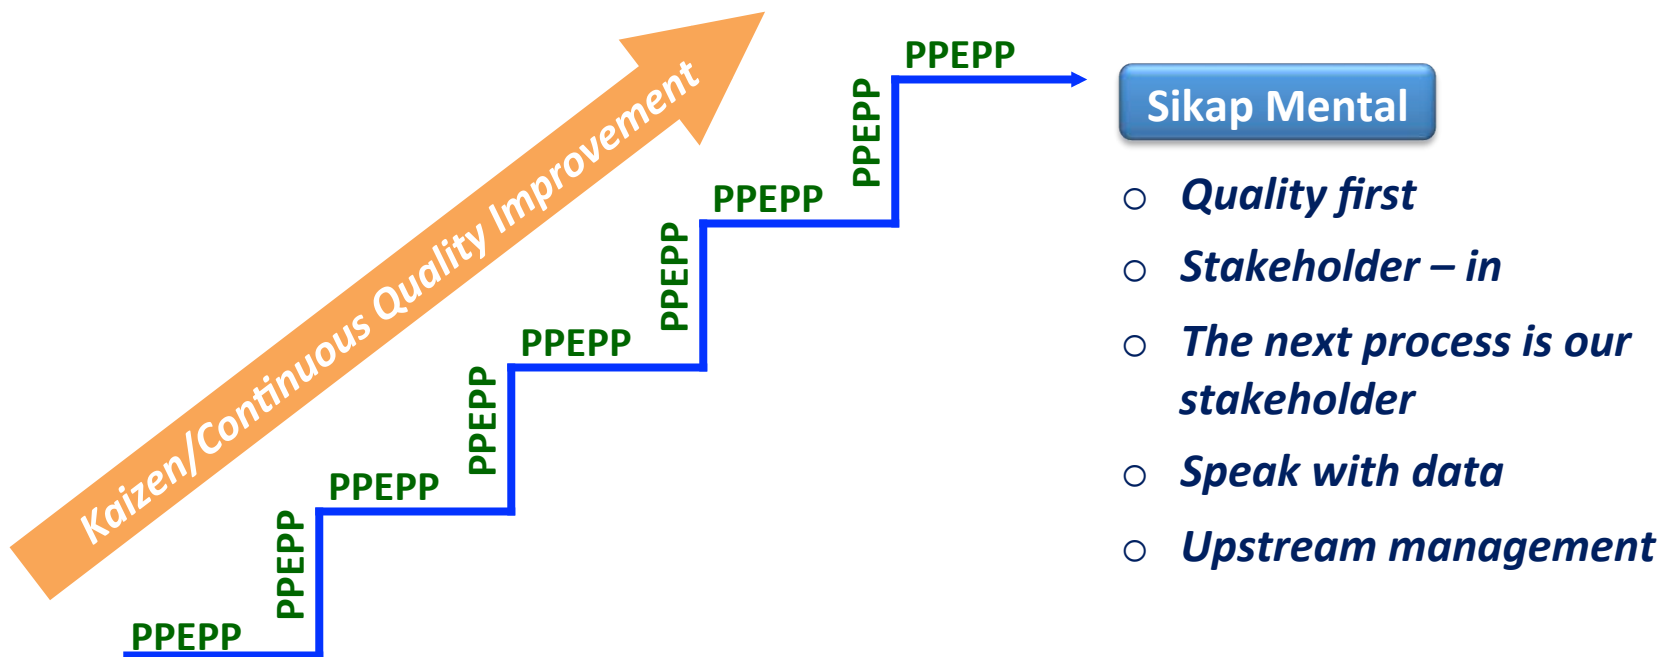 Kaizen/Continuous Quality Improvement
PPEPP
PPEPP
PPEPP
PPEPP
PPEPP
PPEPP
PPEPP
PPEPP
PPEPP
Sikap Mental
o Quality first
o Stakeholder – in
o The next process is our
stakeholder
o Speak with data
o Upstream management